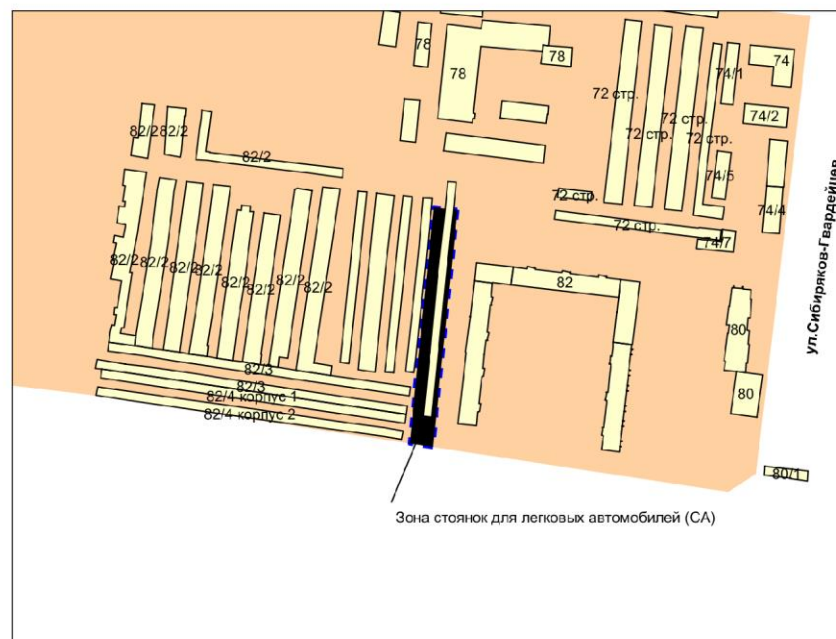 78
78
78
74
74/1
72 стр.
72 стр.
72 стр.
72 стр.
74/2
82/2
82/2
82/2
74/5
72 стр.
74/4
72 стр.
74/7
82/2
82/2
82/2
82/2
82/2
82/2
82/2
82/2
82
80
80
82/3
82/3
82/4 корпус 1
82/4 корпус 2
80/1
ул.Сибиряков-Гвардейцев
Зона стоянок для легковых автомобилей (СА)